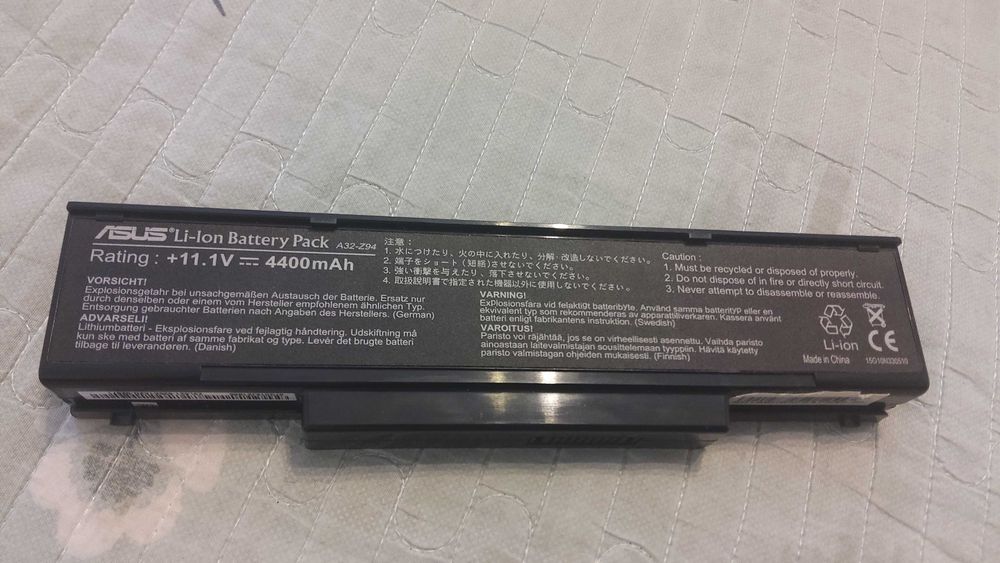 ASUS® Li-Ion Battery Pack A32-Z94
Rating : +11.1V ⎓ 4400mAh
VORSICHT!
Explosionsgetahr bei unsachgemäßen Austausch der Batterie. Ersatz nur
durch denselben oder einem vom Hersteller empfohlenem ähnlichen Typ.
Entsorgung gebrauchter Batterien nach Angaben des Herstellers. (German)
ADVARSELI!
Lithiumbatteri - Eksplosionsfare ved fejlagtig håndtering. Udskiftning må
kun ske med batteri af samme fabrikat og type. Levér det brugte batteri
tilbage til leverandøren. (Danish)
注意：
1. 水につけたり、火の中に入れたり、分解・改造しないでください。
2. 端子をショート（短絡）させないでください。
3. 強い衝撃を与えたり、落下させないでください。
4. 取扱説明書で指定された機器以外に使用しないでください。
VARNING!
Explosionsfara vid felaktigt batteribyte. Använd samma batterityp eller en
ekvivalent typ som rekommenderas av apparattillverkaren. Kassera använt
batteri enligt fabrikantens instruktion. (Swedish)
VAROITUS!
Paristo voi räjähtää, jos se on virheellisesti asennettu. Vaihda paristo
ainoastaan laitevalmistajan sousittelemaan tyyppiin. Hävitä käytetty
paristo valmistagan ohjeiden mukaisesti. (Finnish)
Caution :
1. Must be recycled or disposed of properly.
2. Do not dispose of in fire or directly short circuit.
3. Never attempt to disassemble or reassemble.
Li-ion
CE
Made in China
15G10N330510